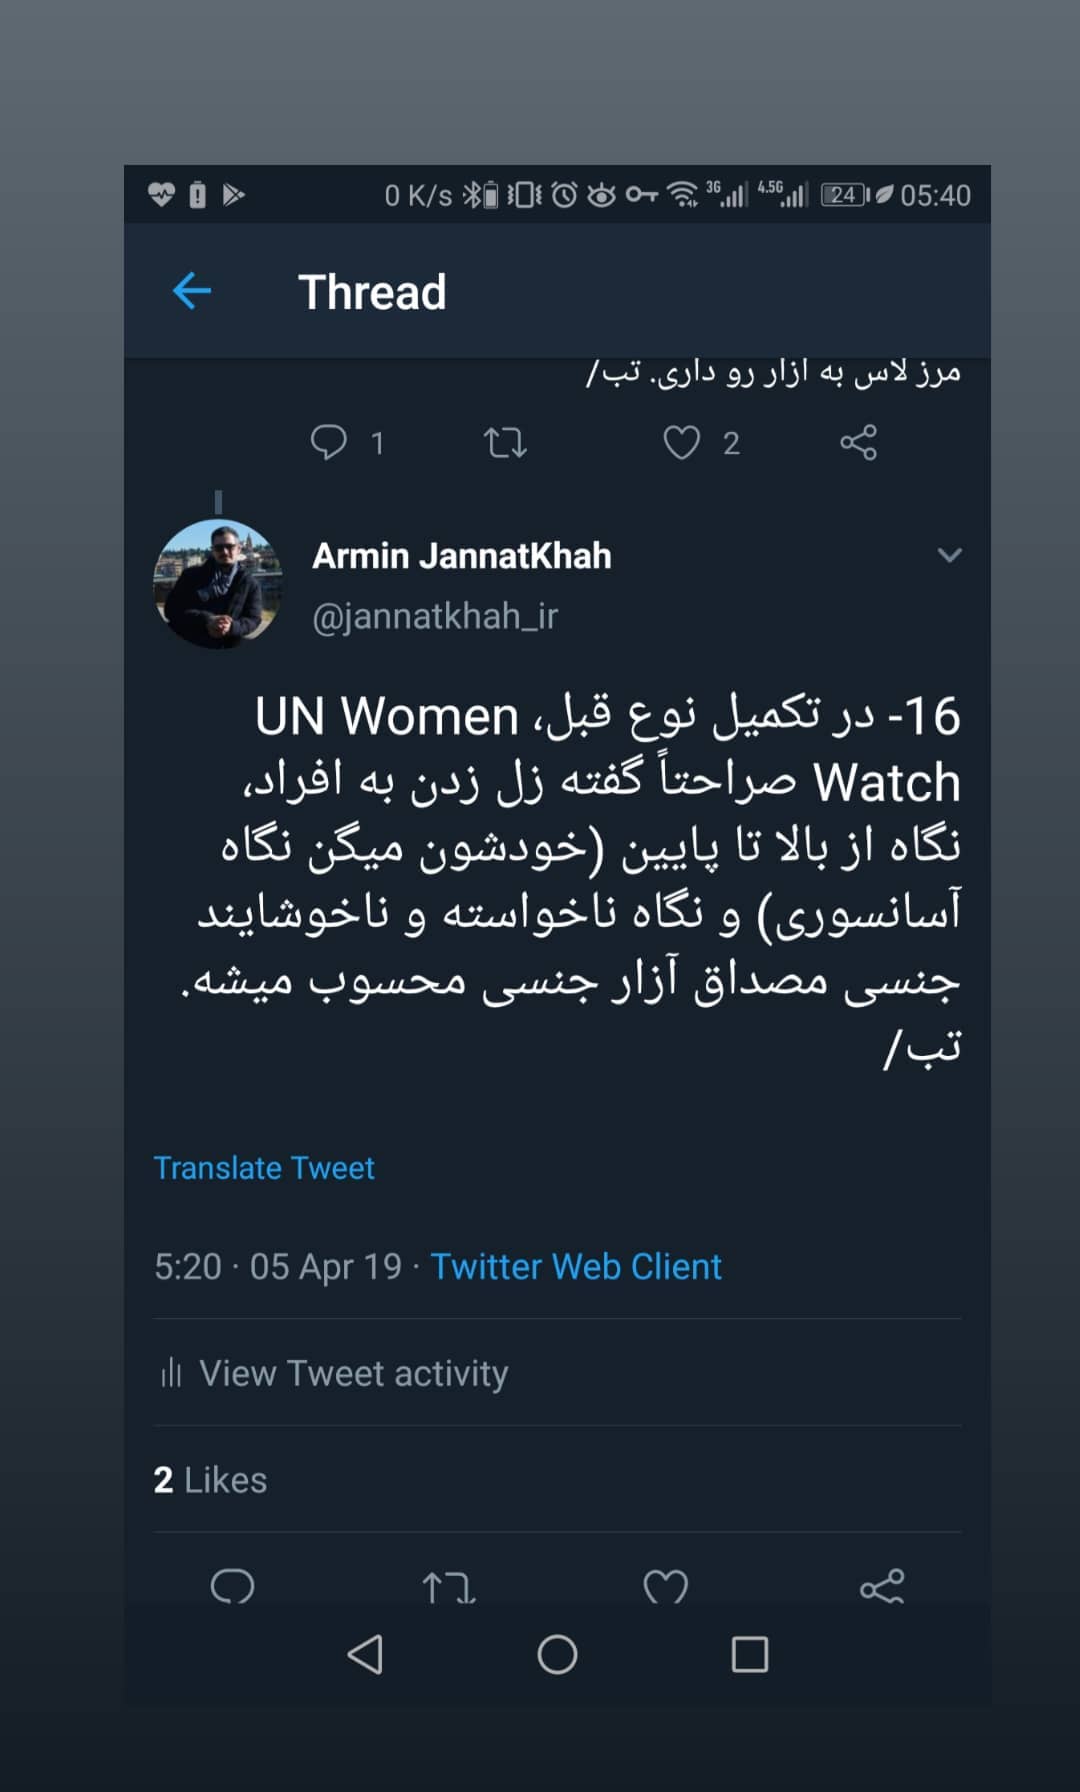 0 K/s 3G 4.5G 24 05:40
Thread
مرز لاس به ازار رو داری. تب/
1 2
Armin JannatKhah
@jannatkhah_ir
16- در تکمیل نوع قبل، UN Women
Watch صراحتاً گفته زل زدن به افراد،
نگاه از بالا تا پایین (خودشون میگن نگاه
آسانسوری) و نگاه ناخواسته و ناخوشایند
جنسی مصداق آزار جنسی محسوب میشه.
تب/
Translate Tweet
5:20 · 05 Apr 19 · Twitter Web Client
View Tweet activity
2 Likes